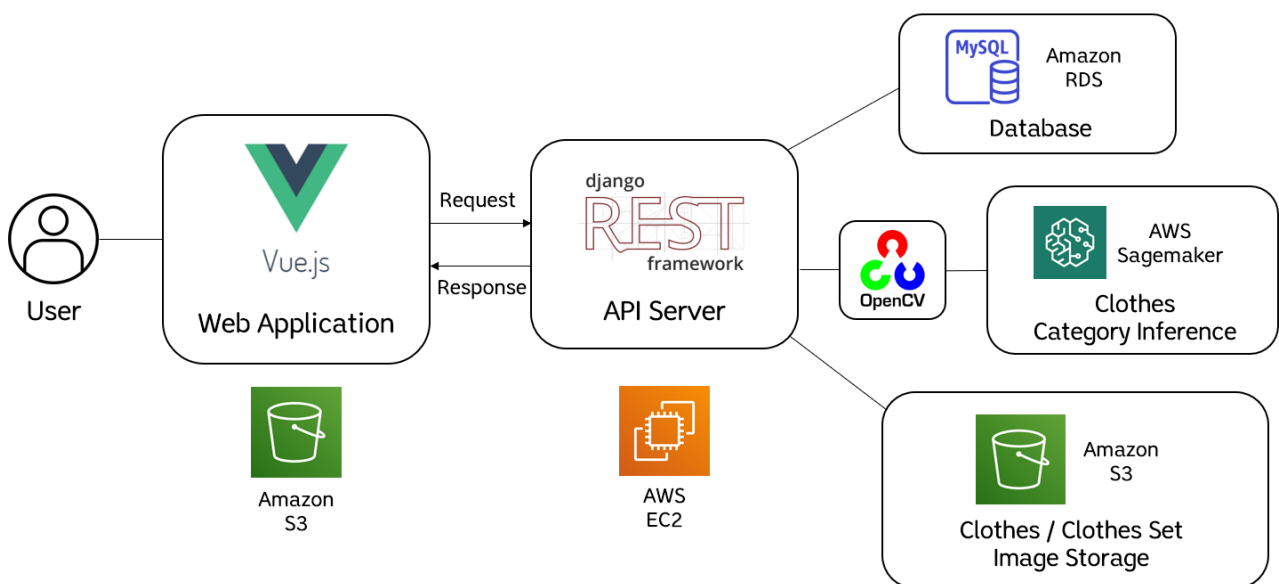 User
Vue.js
Web Application
Amazon
S3
Request
Response
django
REST
framework
API Server
AWS
EC2
MySQL
Amazon
RDS
Database
OpenCV
AWS
Sagemaker
Clothes
Category Inference
Amazon
S3
Clothes / Clothes Set
Image Storage